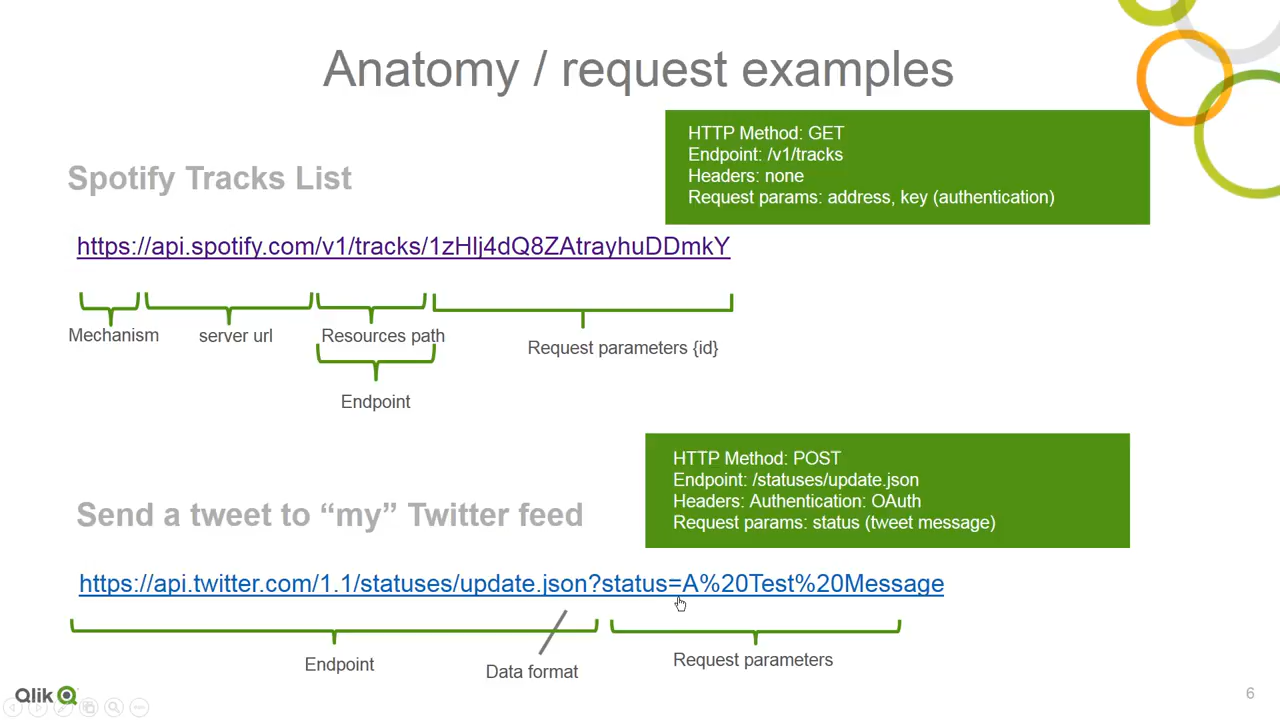 Anatomy / request examples
HTTP Method: GET
Endpoint: /v1/tracks
Headers: none
Request params: address, key (authentication)
Spotify Tracks List
https://api.spotify.com/v1/tracks/1zHlj4dQ8ZAtrayhuDDmkY
Mechanism
server url
Resources path
Request parameters {id}
Endpoint
HTTP Method: POST
Endpoint: /statuses/update.json
Headers: Authentication: OAuth
Request params: status (tweet message)
Send a tweet to “my” Twitter feed
https://api.twitter.com/1.1/statuses/update.json?status=A%20Test%20Message
Endpoint
Data format
Request parameters
Qlik
6